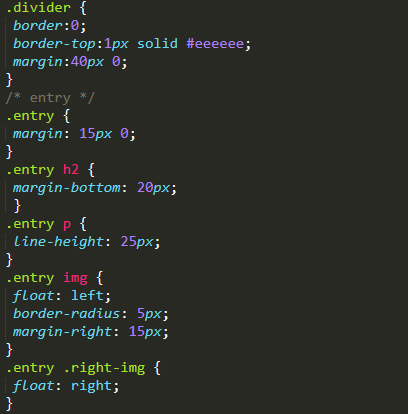 .divider {
border:0;
border-top:1px solid #eeeeee;
margin:40px 0;
}
/* entry */
.entry {
margin: 15px 0;
}
.entry h2 {
margin-bottom: 20px;
}
.entry p {
line-height: 25px;
}
.entry img {
float: left;
border-radius: 5px;
margin-right: 15px;
}
.entry .right-img {
float: right;
}